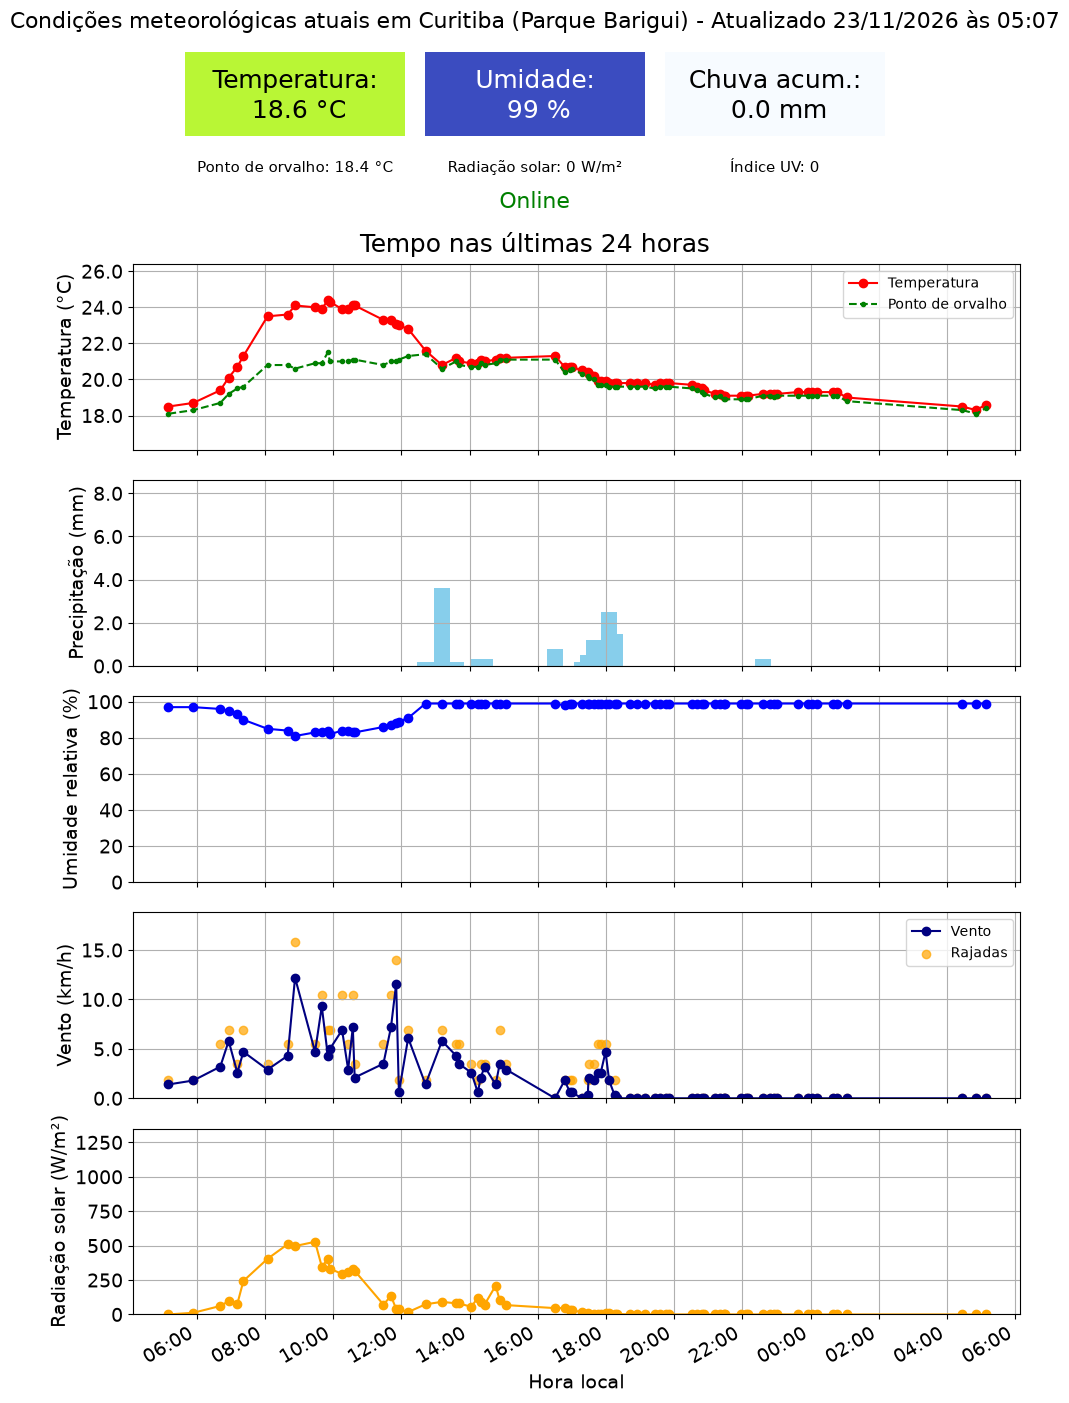 Condições meteorológicas atuais em Curitiba (Parque Barigui) - Atualizado 23/11/2026 às 05:07
Temperatura:
18.6 °C
Umidade:
99 %
Chuva acum.:
0.0 mm
Ponto de orvalho: 18.4 °C
Radiação solar: 0 W/m²
Índice UV: 0
Online
Tempo nas últimas 24 horas
Temperatura (°C)
26.0
24.0
22.0
20.0
18.0
Temperatura
Ponto de orvalho
Precipitação (mm)
8.0
6.0
4.0
2.0
0.0
Umidade relativa (%)
100
80
60
40
20
0
Vento (km/h)
15.0
10.0
5.0
0.0
Vento
Rajadas
Radiação solar (W/m²)
1250
1000
750
500
250
0
06:00
08:00
10:00
12:00
14:00
16:00
18:00
20:00
22:00
00:00
02:00
04:00
06:00
Hora local